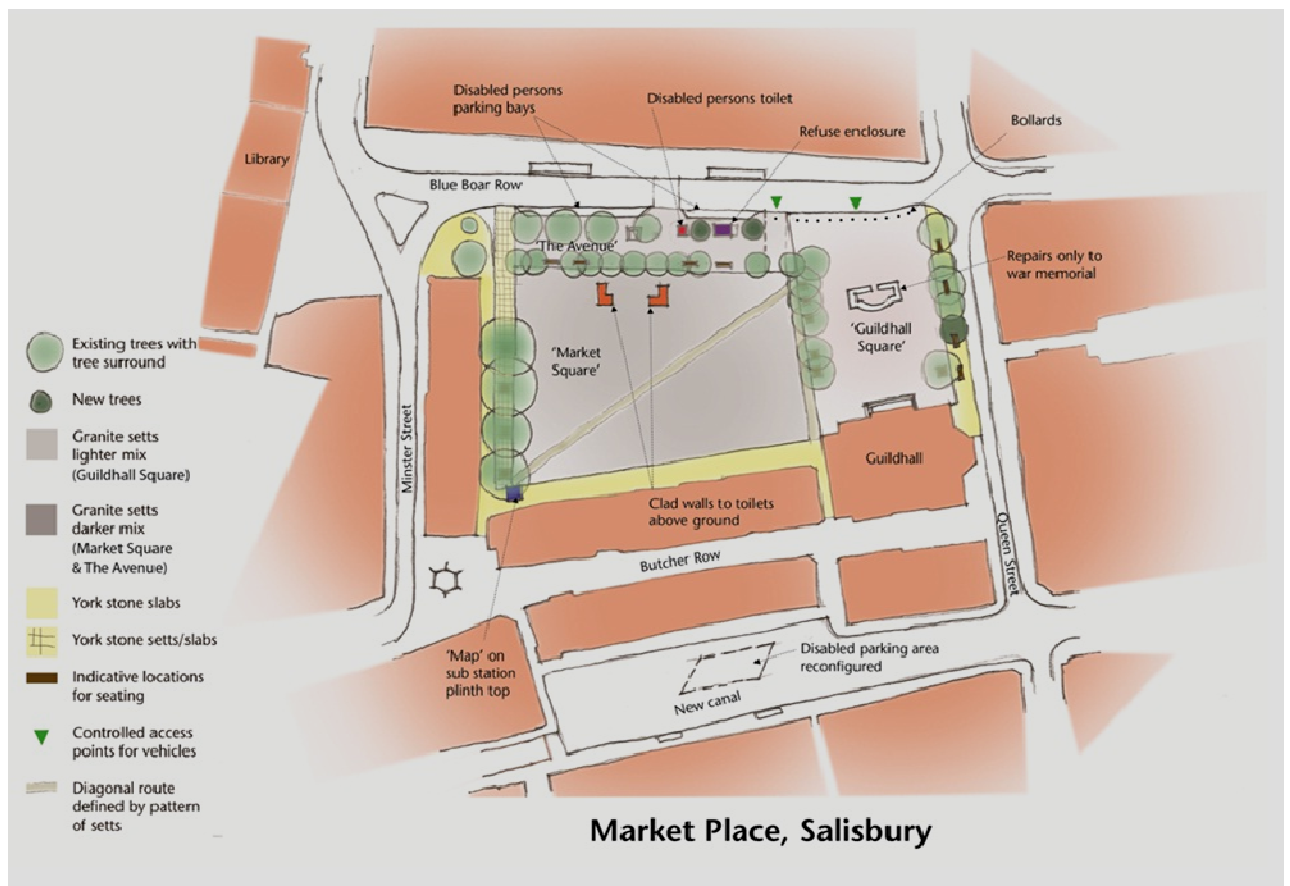 Disabled persons
parking bays
Disabled persons toilet
Refuse enclosure
Bollards
Library
Blue Boar Row
'The Avenue'
Repairs only to
war memorial
'Guildhall
Square'
'Market
Square'
Minster Street
Guildhall
Clad walls to toilets
above ground
Queen Street
Butcher Row
'Map' on
sub station
plinth top
Disabled parking area
reconfigured
New canal
Existing trees with
tree surround
New trees
Granite setts
lighter mix
(Guildhall Square)
Granite setts
darker mix
(Market Square
& The Avenue)
York stone slabs
York stone setts/slabs
Indicative locations
for seating
Controlled access
points for vehicles
Diagonal route
defined by pattern
of setts
Market Place, Salisbury